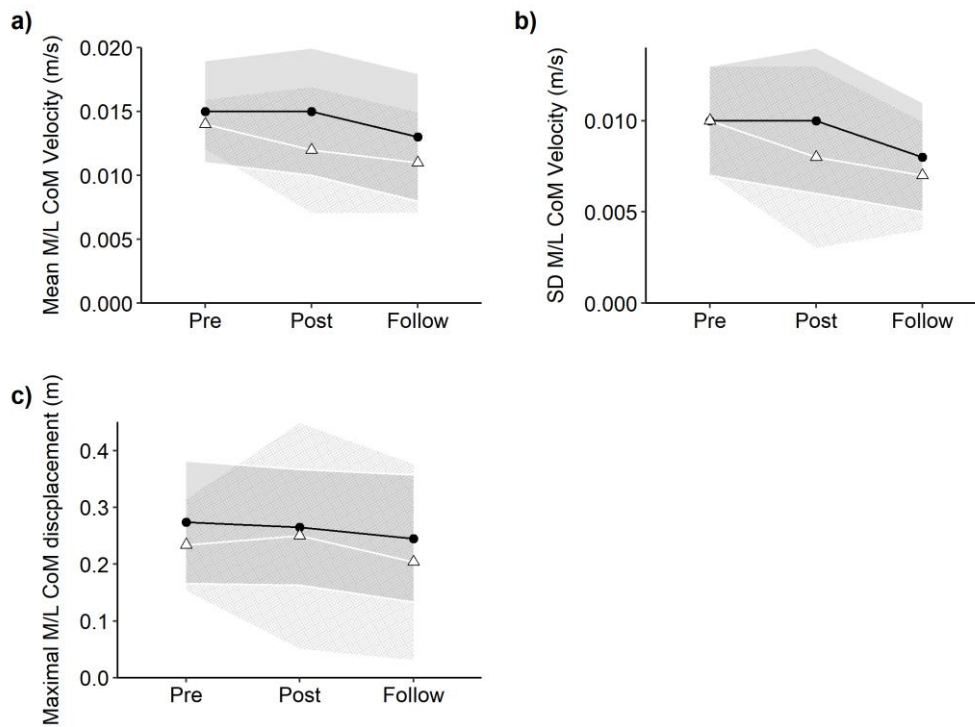 a)
Mean M/L CoM Velocity (m/s)
0.020
0.015
0.010
0.005
0.000
Pre Post Follow
b)
SD M/L CoM Velocity (m/s)
0.010
0.005
0.000
Pre Post Follow
c)
Maximal M/L CoM discplacement (m)
0.4
0.3
0.2
0.1
0.0
Pre Post Follow